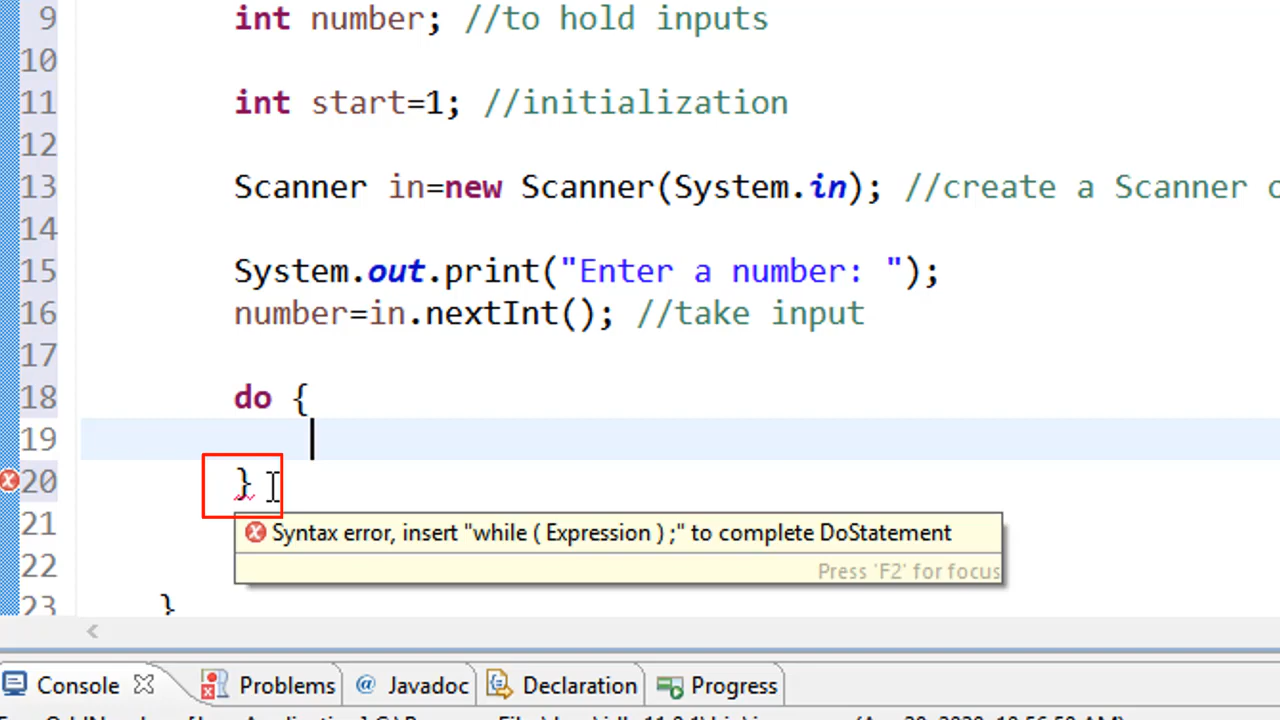 9 int number; //to hold inputs
10
11 int start=1; //initialization
12
13 Scanner in=new Scanner(System.in); //create a Scanner
14
15 System.out.print("Enter a number: ");
16 number=in.nextInt(); //take input
17
18 do {
19
20 }
21
Syntax error, insert "while ( Expression ) ;" to complete DoStatement
22
Press 'F2' for focus
23 }
Console Problems @ Javadoc Declaration Progress